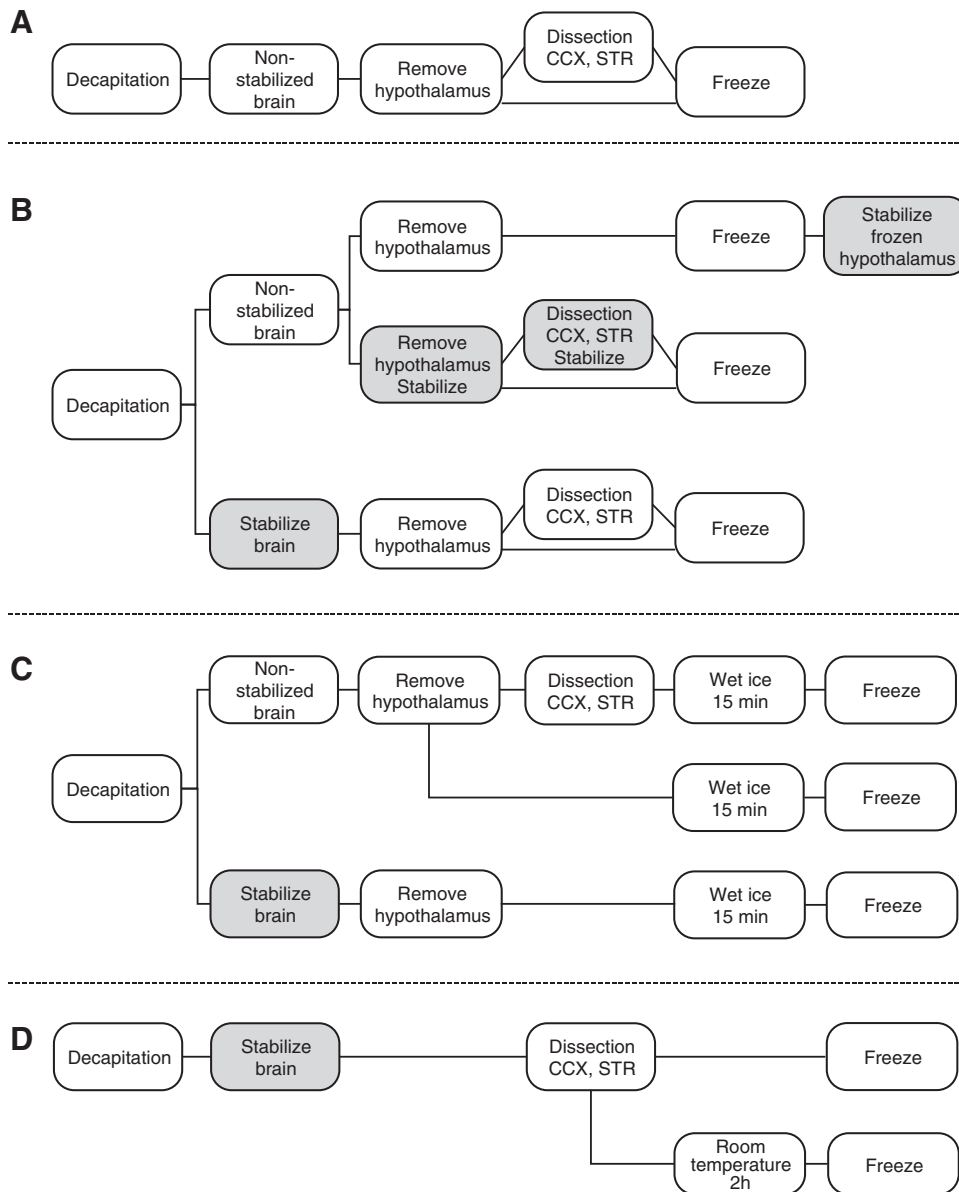 A
Decapitation
Non-
stabilized
brain
Remove
hypothalamus
Dissection
CCX, STR
Freeze
B
Decapitation
Non-
stabilized
brain
Remove
hypothalamus
Freeze
Stabilize
frozen
hypothalamus
Remove
hypothalamus
Stabilize
Dissection
CCX, STR
Stabilize
Freeze
Stabilize
brain
Remove
hypothalamus
Dissection
CCX, STR
Freeze
C
Decapitation
Non-
stabilized
brain
Remove
hypothalamus
Dissection
CCX, STR
Wet ice
15 min
Freeze
Wet ice
15 min
Freeze
Stabilize
brain
Remove
hypothalamus
Wet ice
15 min
Freeze
D
Decapitation
Stabilize
brain
Dissection
CCX, STR
Freeze
Room
temperature
2h
Freeze